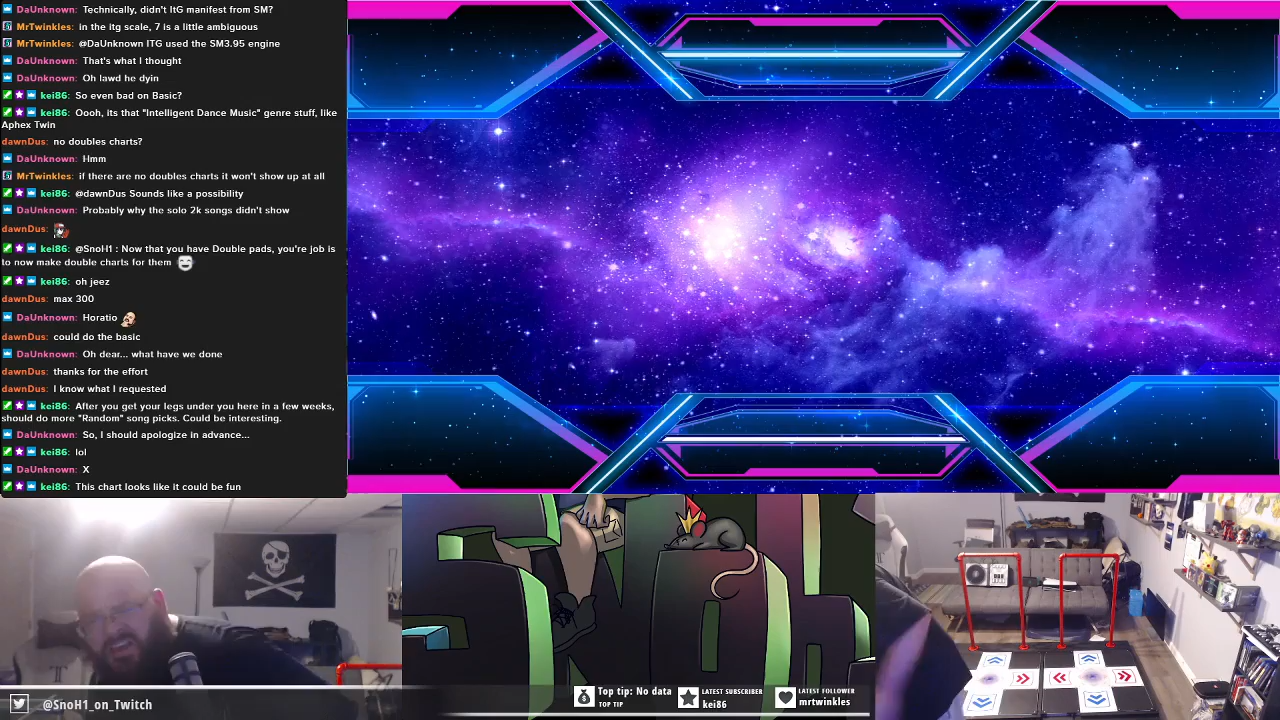 DaUnknown: Technically, didn't ItG manifest from SM?
MrTwinkles: in the itg scale, 7 is a little ambiguous
MrTwinkles: @DaUnknown ITG used the SM3.95 engine
DaUnknown: That's what I thought
DaUnknown: Oh lawd he dyin
kei86: So even bad on Basic?
kei86: Oooh, its that "Intelligent Dance Music" genre stuff, like
Aphex Twin
dawnDus: no doubles charts?
DaUnknown: Hmm
MrTwinkles: if there are no doubles charts it won't show up at all
kei86: @dawnDus Sounds like a possibility
DaUnknown: Probably why the solo 2k songs didn't show
dawnDus:
kei86: @SnoH1 : Now that you have Double pads, you're job is
to now make double charts for them
kei86: oh jeez
dawnDus: max 300
DaUnknown: Horatio
dawnDus: could do the basic
DaUnknown: Oh dear... what have we done
dawnDus: thanks for the effort
dawnDus: I know what I requested
kei86: After you get your legs under you here in a few weeks,
should do more "Random" song picks. Could be interesting.
DaUnknown: So, I should apologize in advance...
kei86: lol
DaUnknown: X
kei86: This chart looks like it could be fun
@SnoH1_on_twitch
Top tip: No data
TOP TIP
LATEST SUBSCRIBER
kei86
LATEST FOLLOWER
mrtwinkles